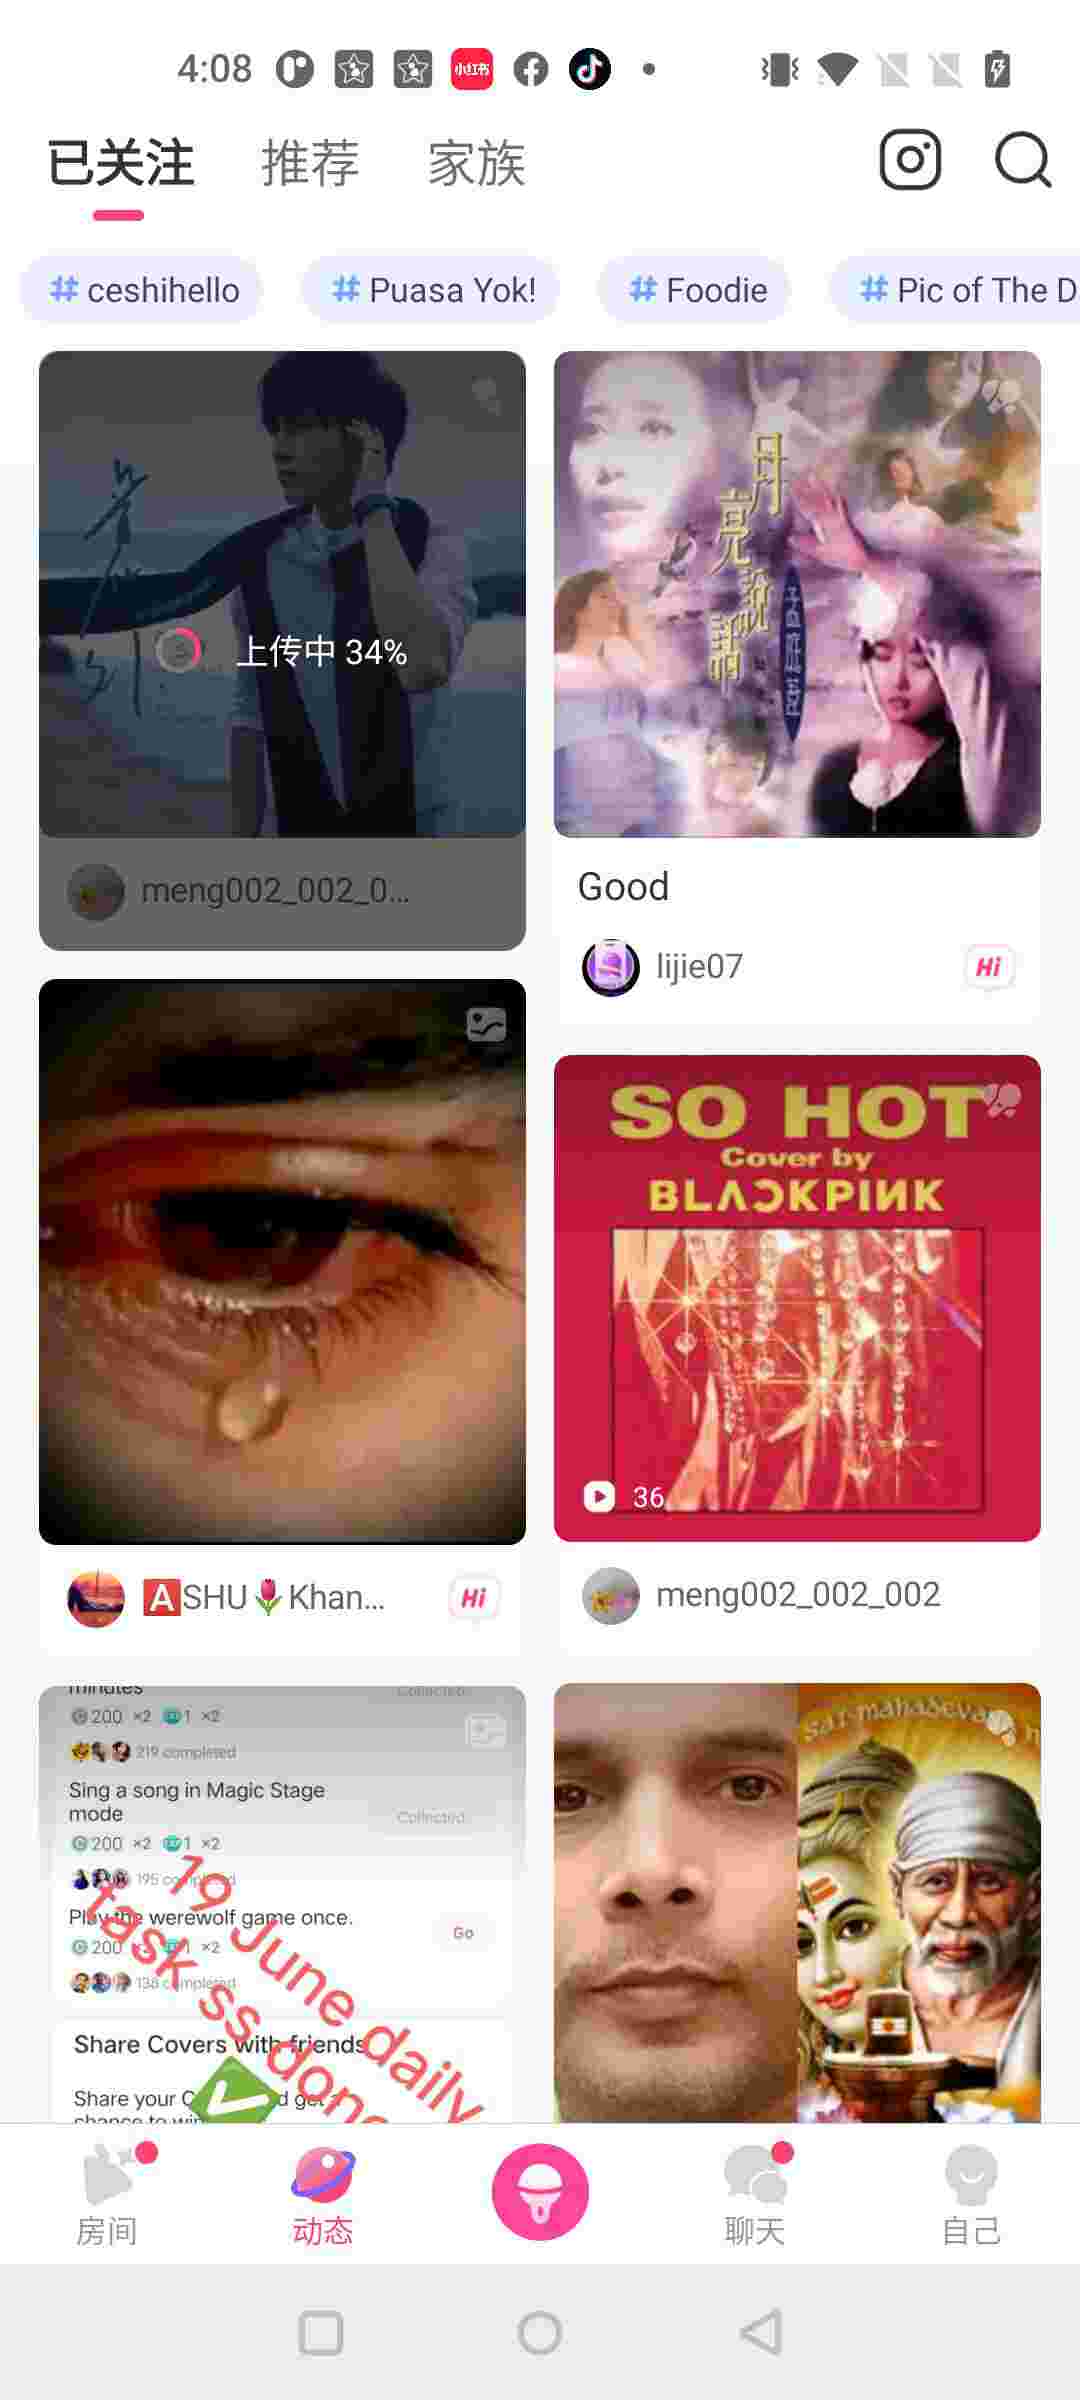 4:08
小红书
已关注 推荐 家族
# ceshihello # Puasa Yok! # Foodie # Pic of The D
上传中 34%
meng002_002_0...
月亮說話
Good
lijie07
Hi
SO HOT
Cover by
BLACKPINK
36
A SHU🌷Khan...
Hi
meng002_002_002
minutes
Collected
200 ×2 1 ×2
219 completed
Sing a song in Magic Stage
mode
Collected
200 ×2 1 ×2
195 completed
Play the werewolf game once.
Go
200 1 ×2
138 completed
19 June daily
task ss done
Share Covers with friends
Share your C d get a
chance to win
房间 动态 聊天 自己